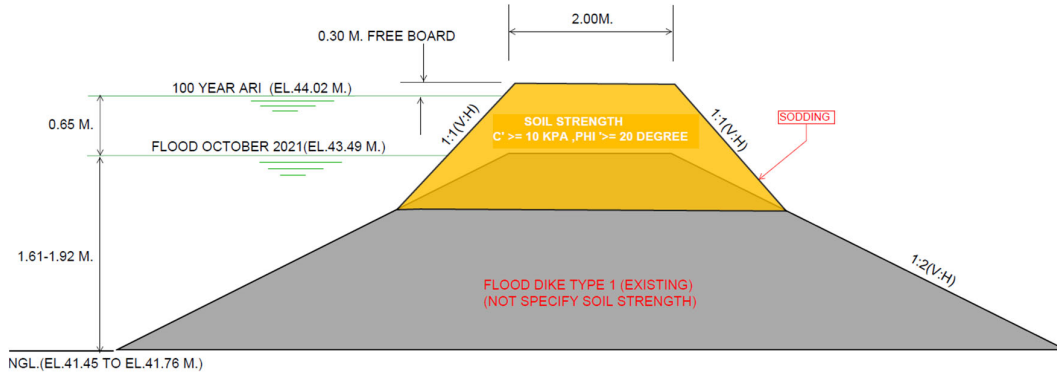 2.00M.
0.30 M. FREE BOARD
100 YEAR ARI (EL.44.02 M.)
1:1(V:H)
1:1(V:H)
SODDING
SOIL STRENGTH
C' >= 10 KPA ,PHI '>= 20 DEGREE
0.65 M.
FLOOD OCTOBER 2021(EL.43.49 M.)
1.61-1.92 M.
1:2(V:H)
FLOOD DIKE TYPE 1 (EXISTING)
(NOT SPECIFY SOIL STRENGTH)
NGL.(EL.41.45 TO EL.41.76 M.)